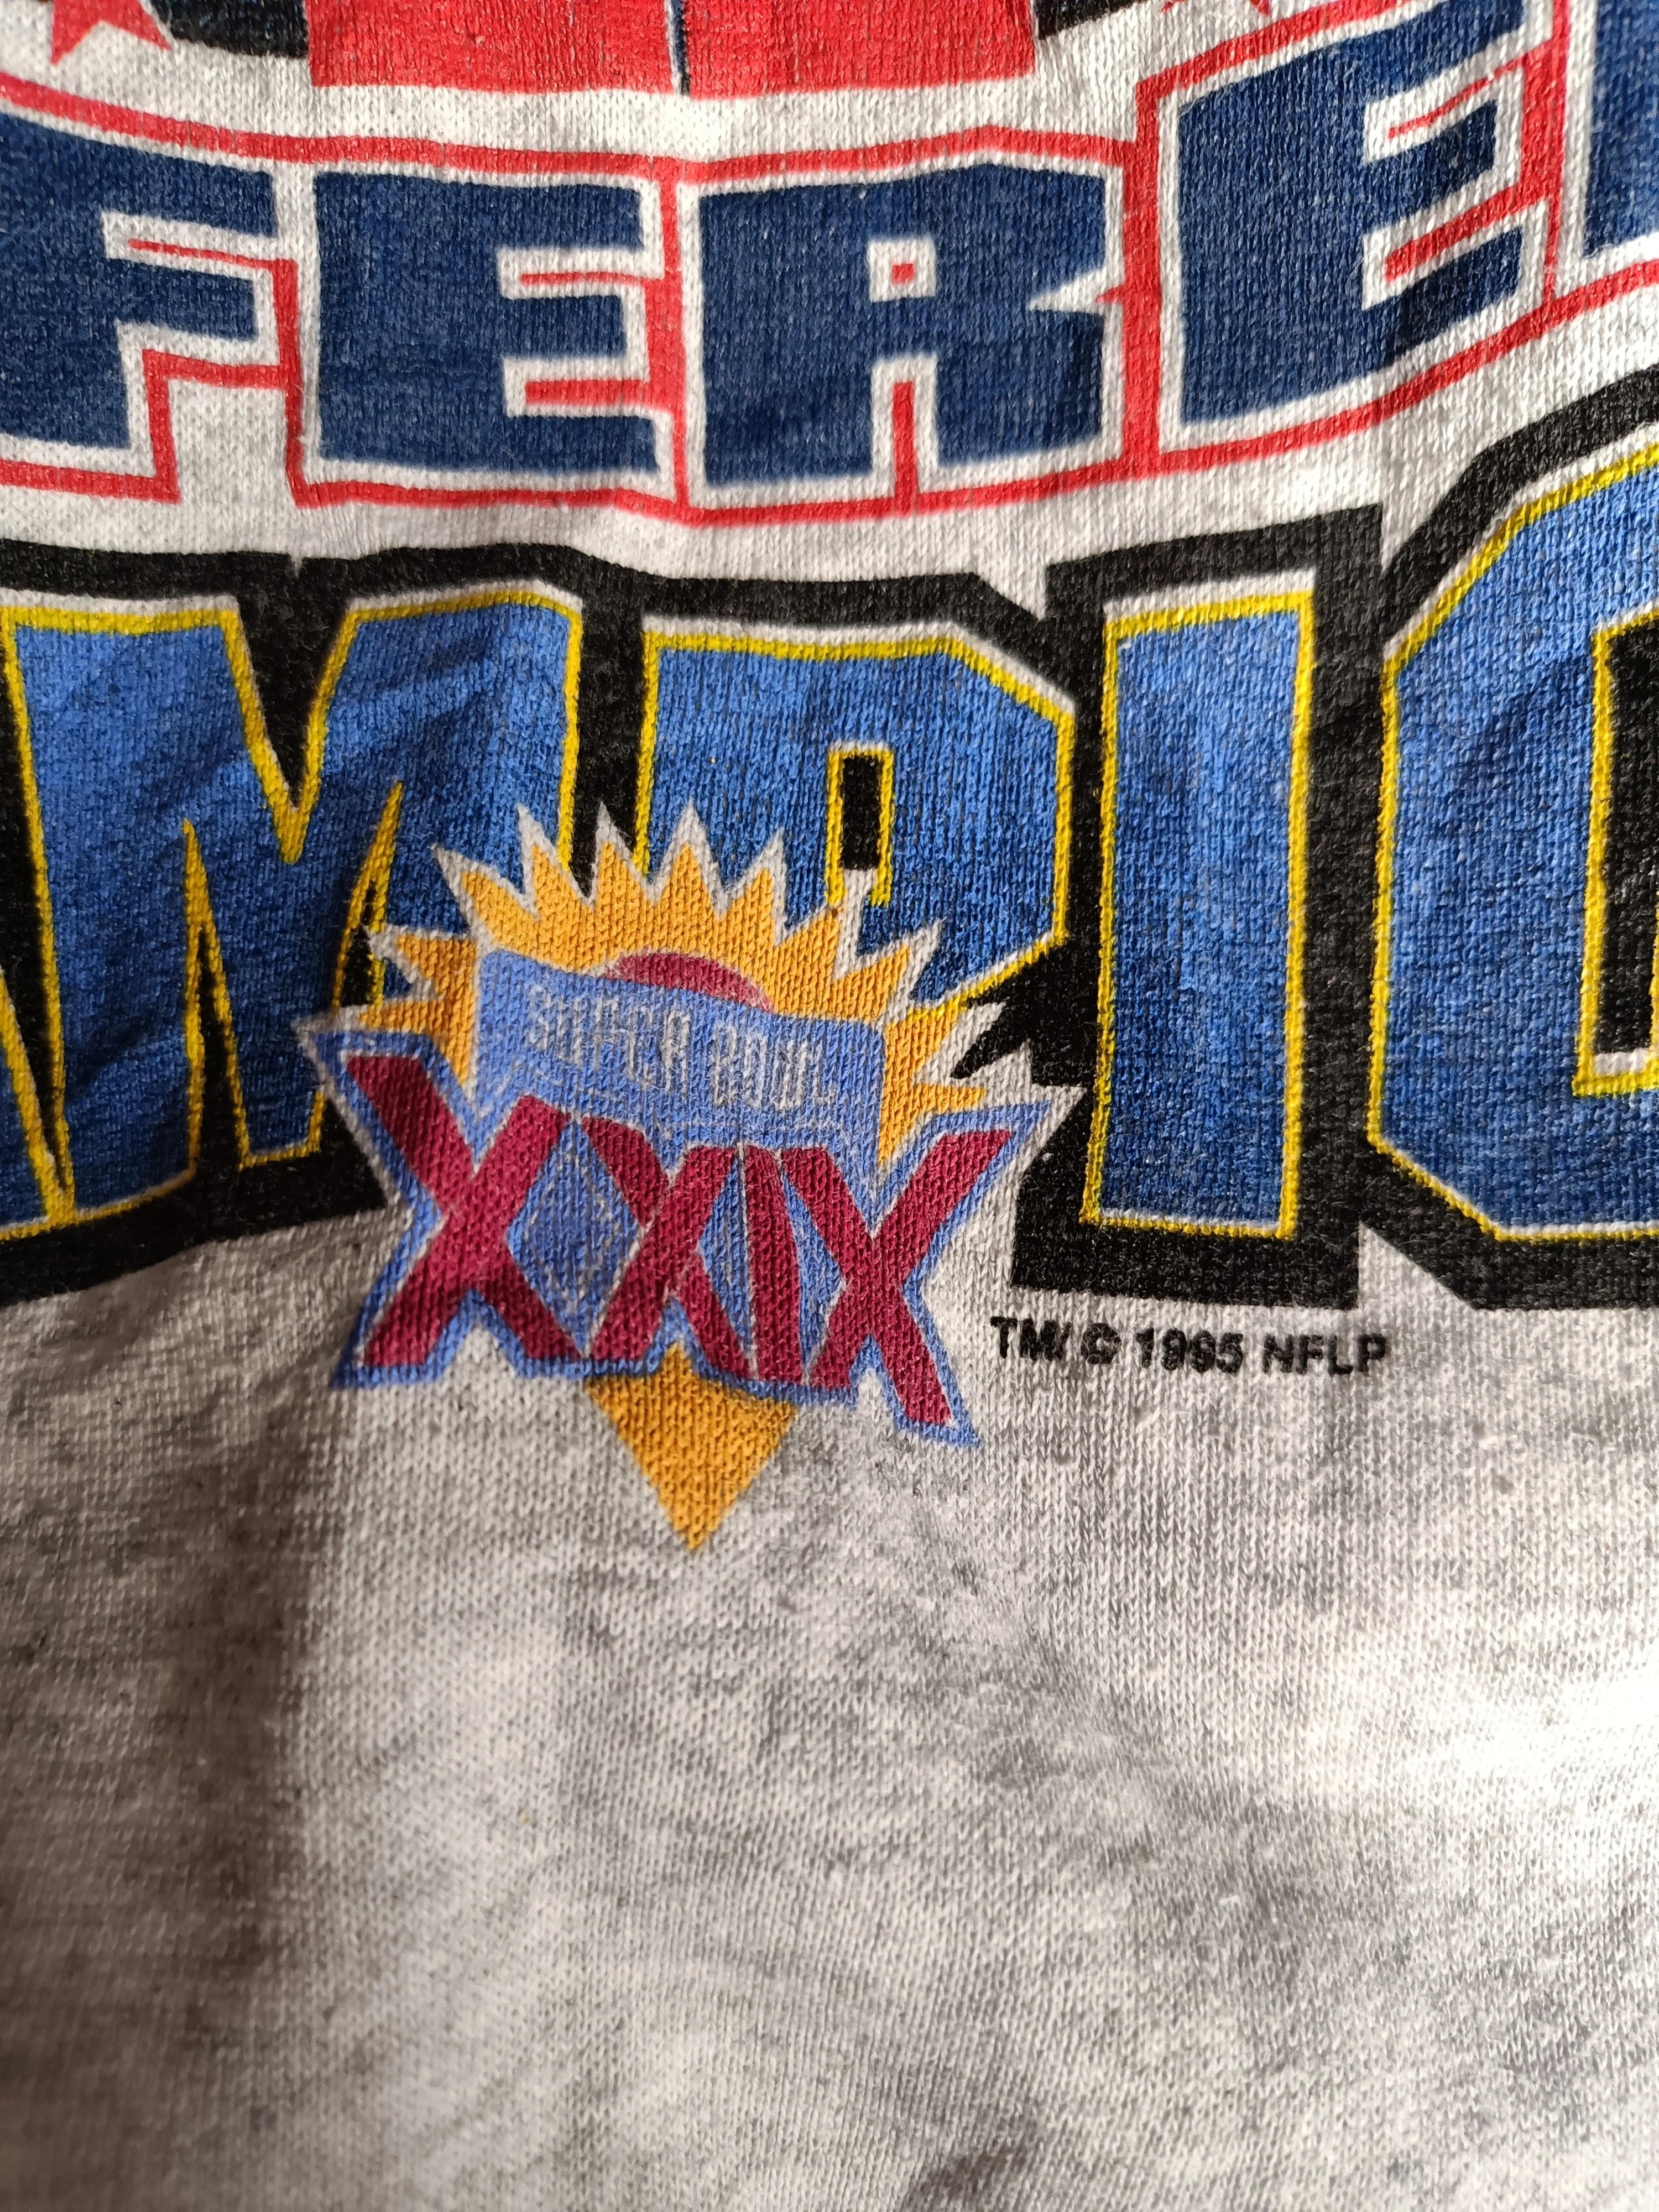 FERE
MPIO
SUPER BOWL
XXIX
TM/ © 1995 NFLP